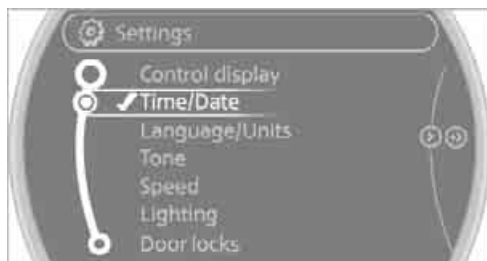 Settings
Control display
Time/Date
Language/Units
Tone
Speed
Lighting
Door locks